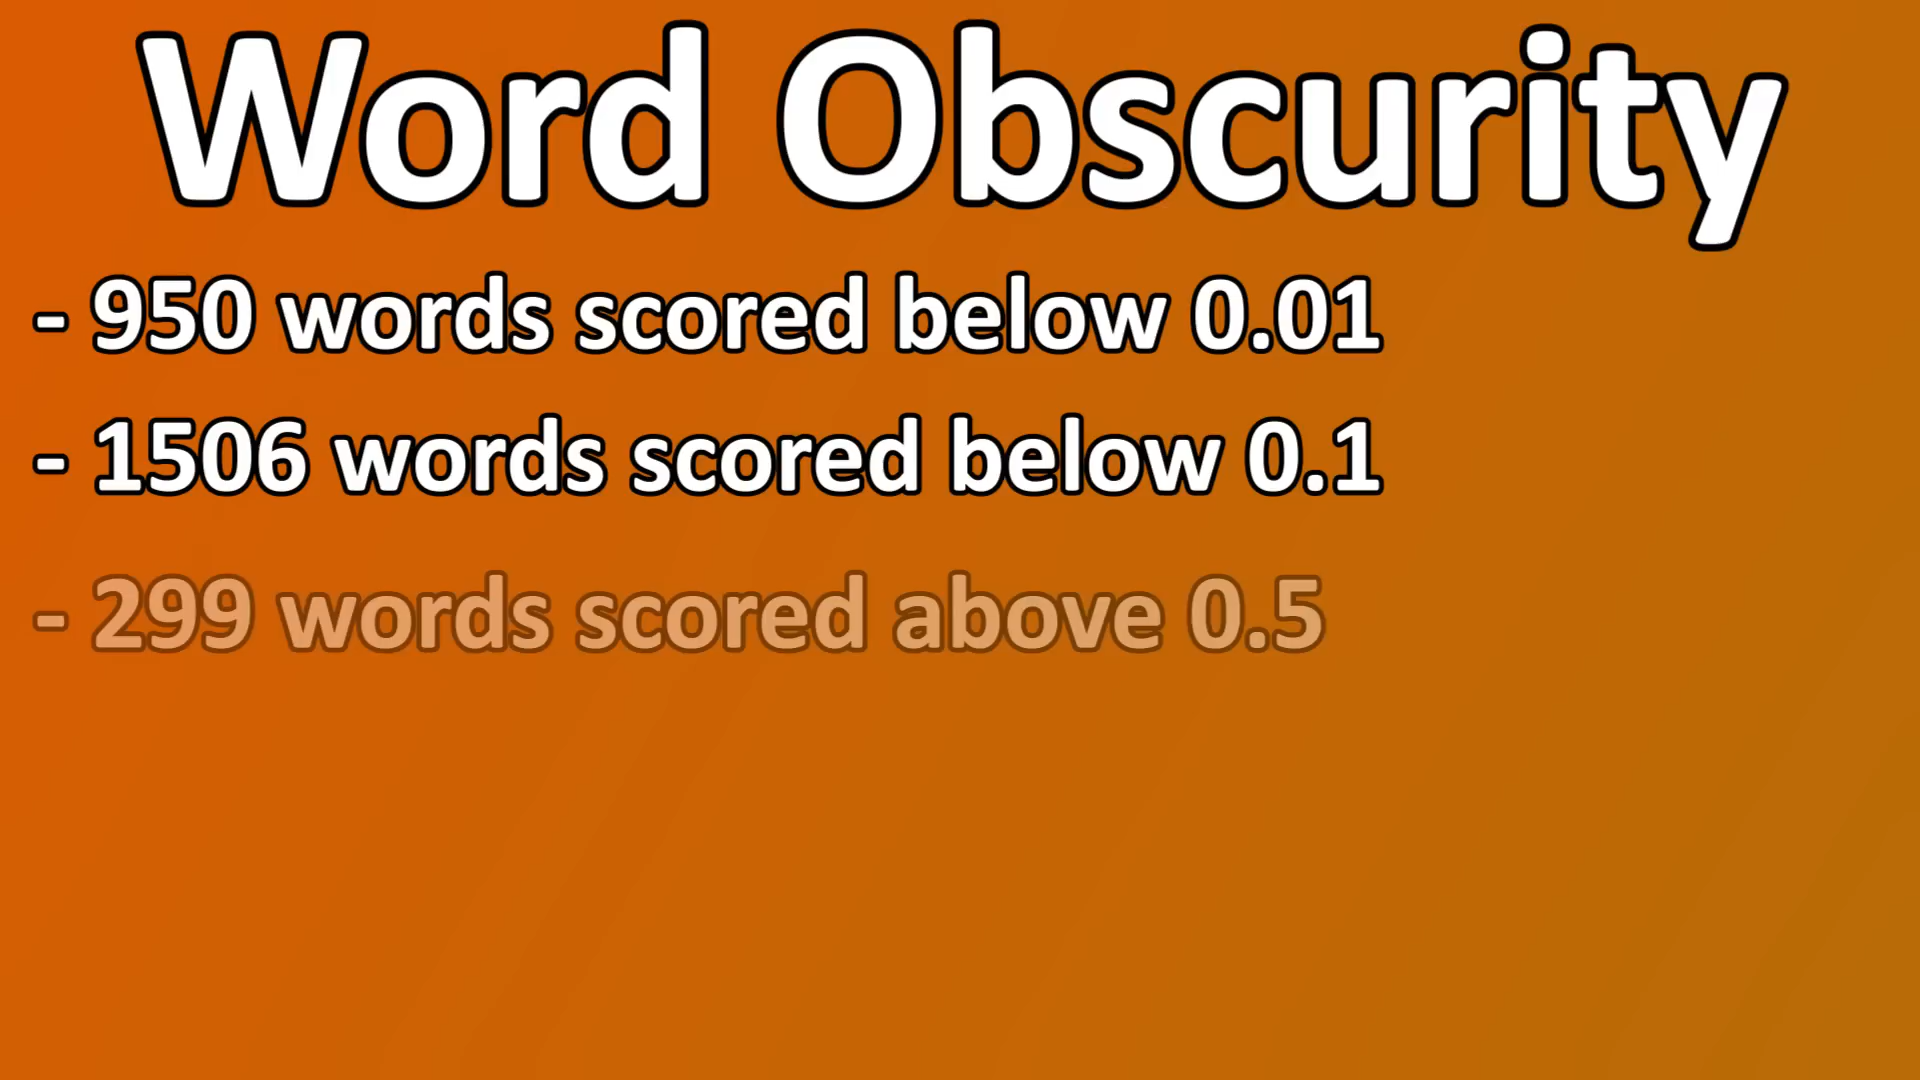 Word Obscurity
- 950 words scored below 0.01
- 1506 words scored below 0.1
- 299 words scored above 0.5